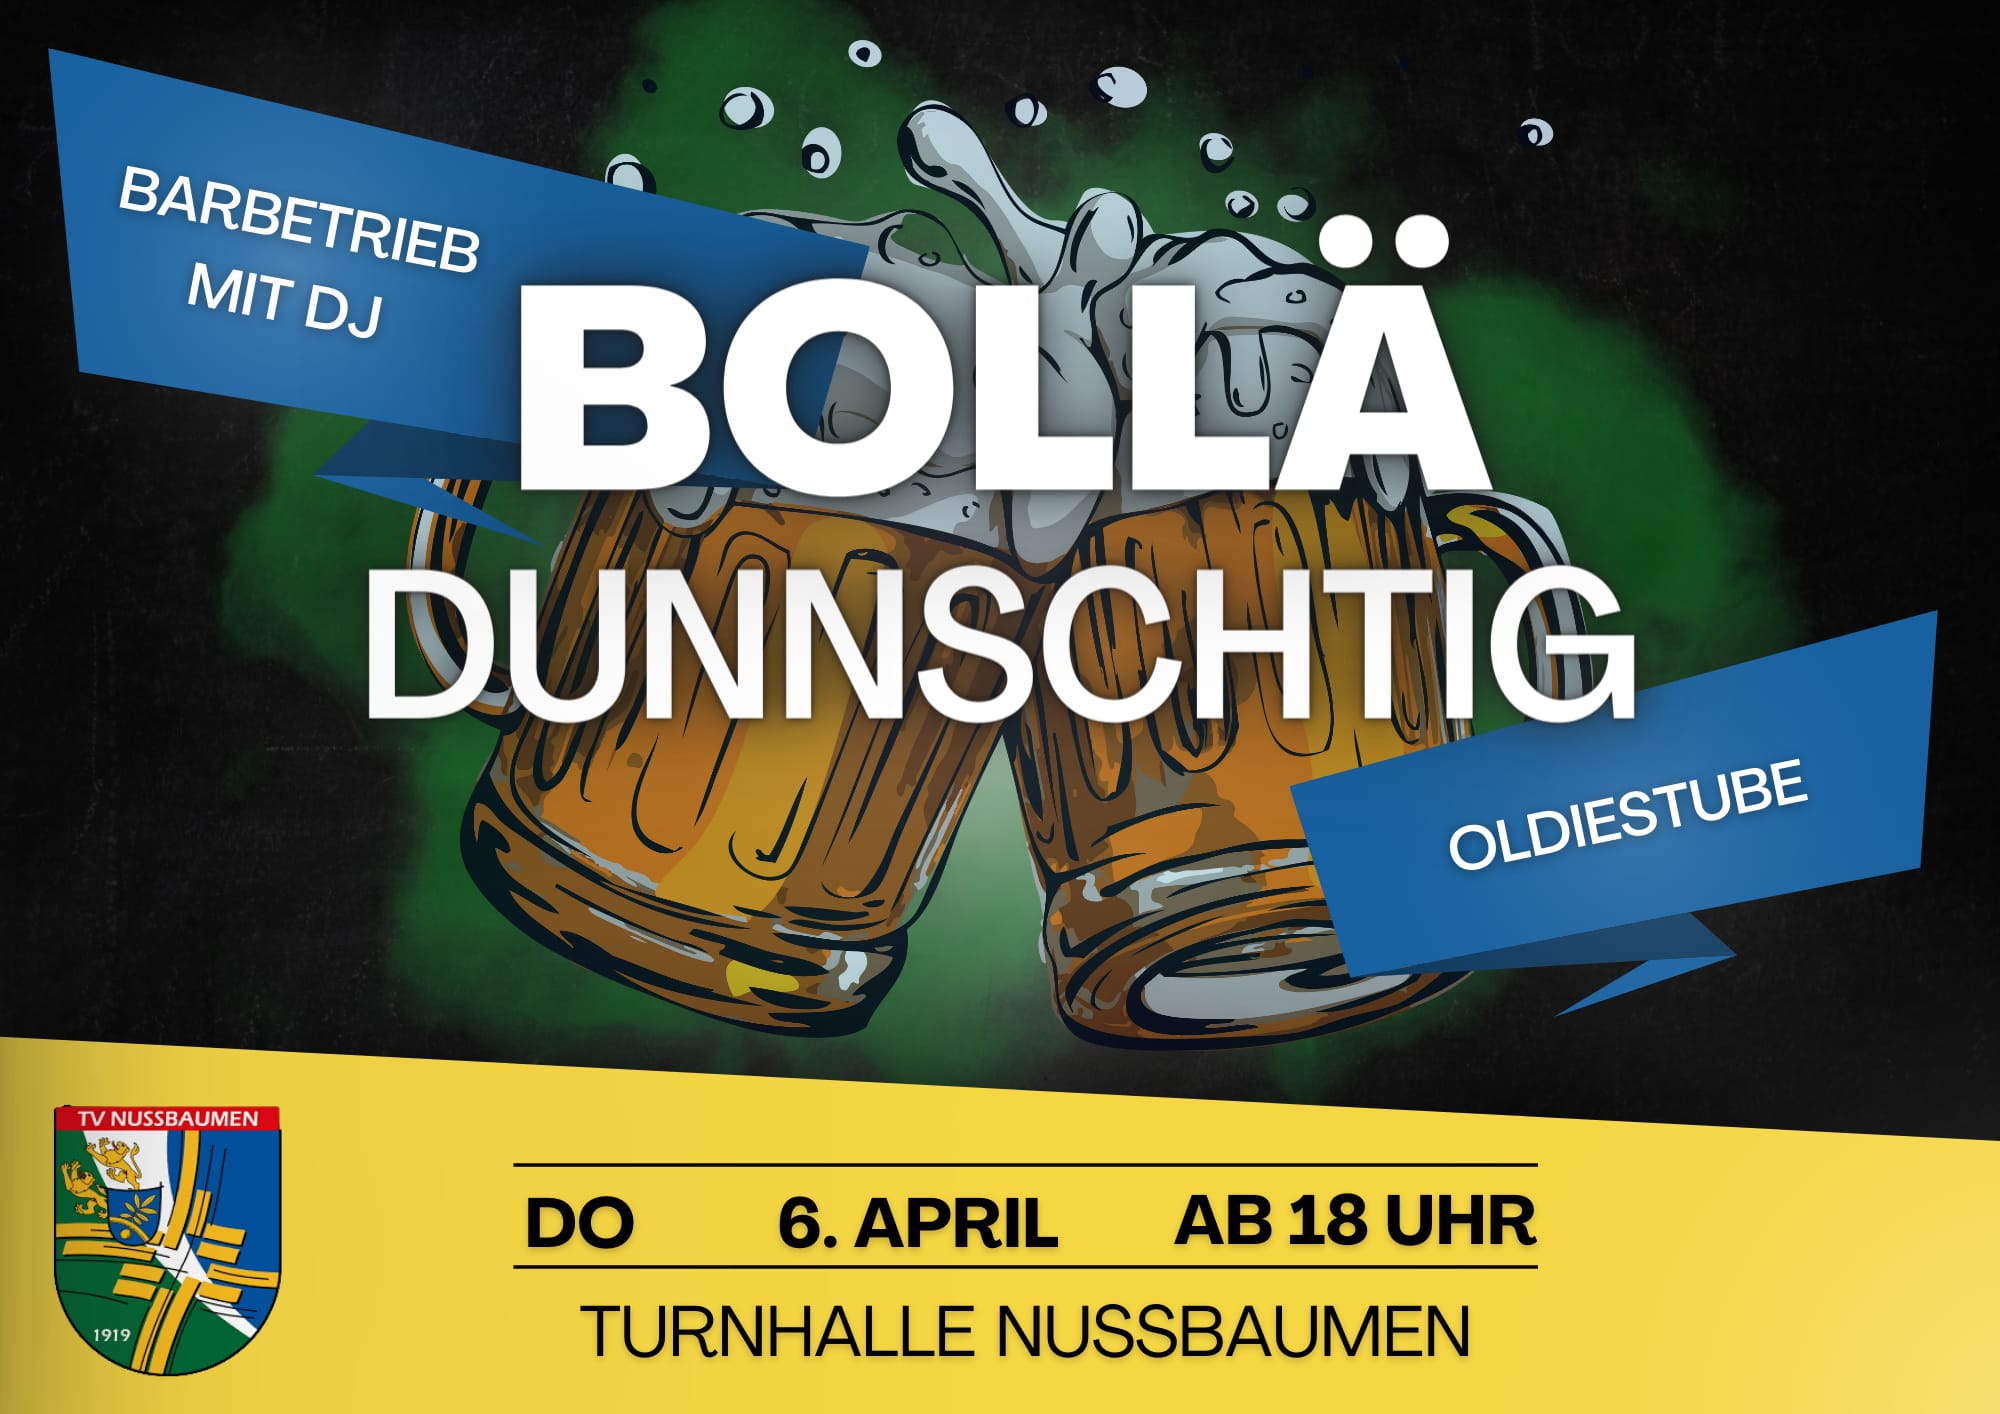 BARBETRIEB
MIT DJ
BOLLÄ
DUNNSCHTIG
OLDIESTUBE
TV NUSSBAUMEN
1919
DO 6. APRIL AB 18 UHR
TURNHALLE NUSSBAUMEN